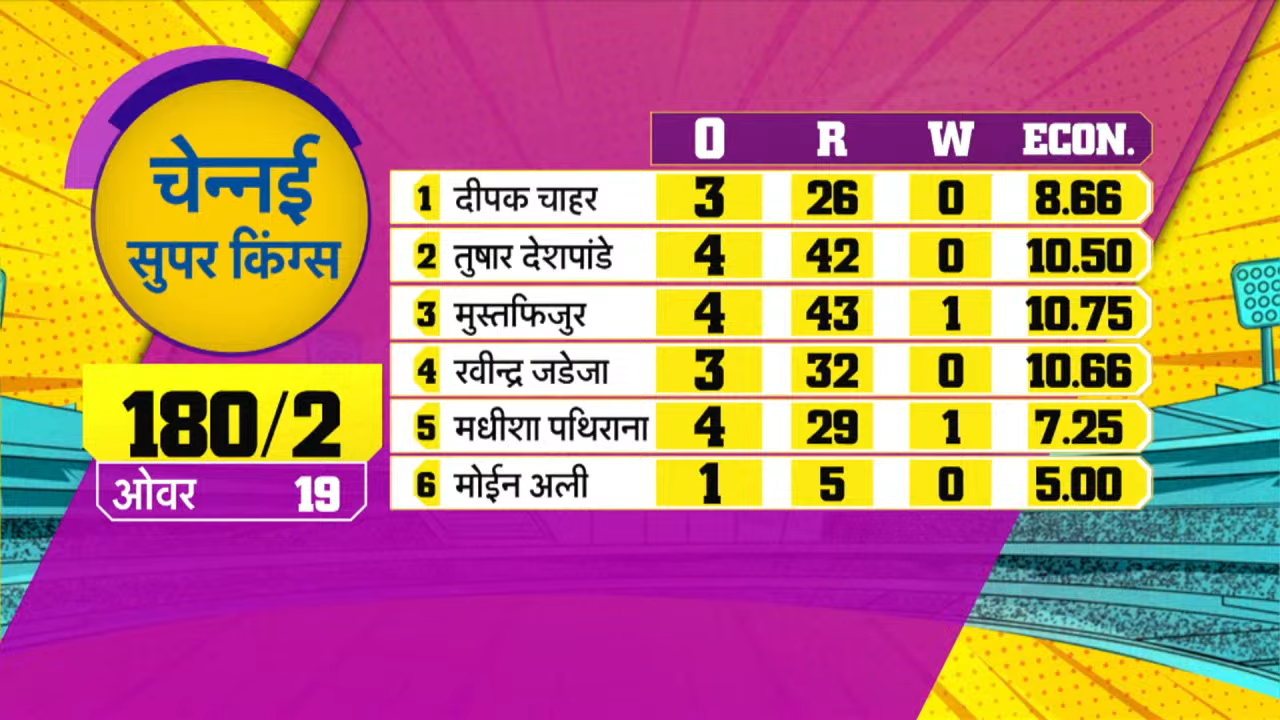 चेन्नई
सुपर किंग्स
180/2
ओवर 19
O R W ECON.
1 दीपक चाहर 3 26 0 8.66
2 तुषार देशपांडे 4 42 0 10.50
3 मुस्तफिजुर 4 43 1 10.75
4 रवीन्द्र जडेजा 3 32 0 10.66
5 मधीशा पथिराना 4 29 1 7.25
6 मोईन अली 1 5 0 5.00